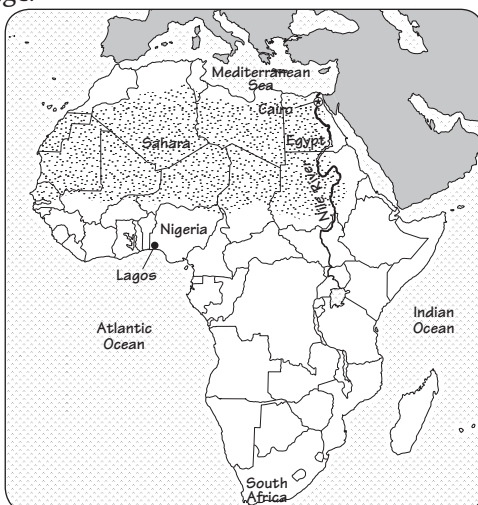 Mediterranean
Sea
Cairo
Egypt
Sahara
Nile River
Nigeria
Lagos
Atlantic
Ocean
Indian
Ocean
South
Africa